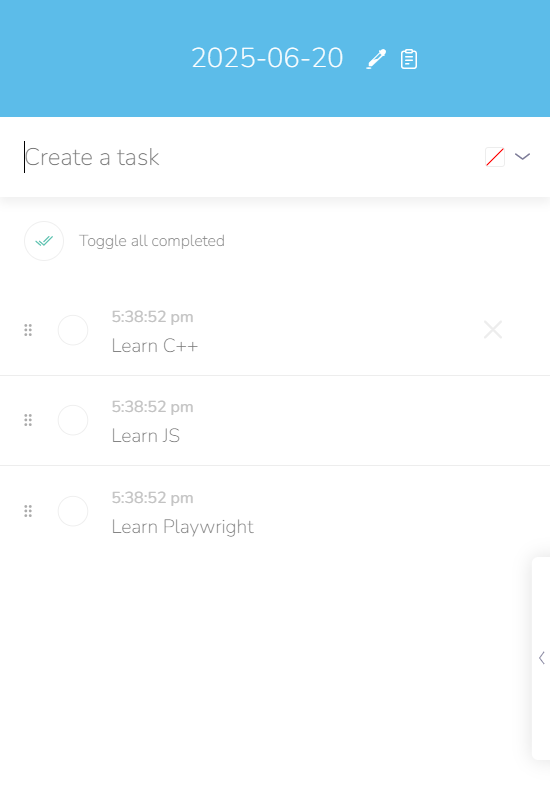 2025-06-20
Create a task
Toggle all completed
5:38:52 pm
Learn C++
5:38:52 pm
Learn JS
5:38:52 pm
Learn Playwright